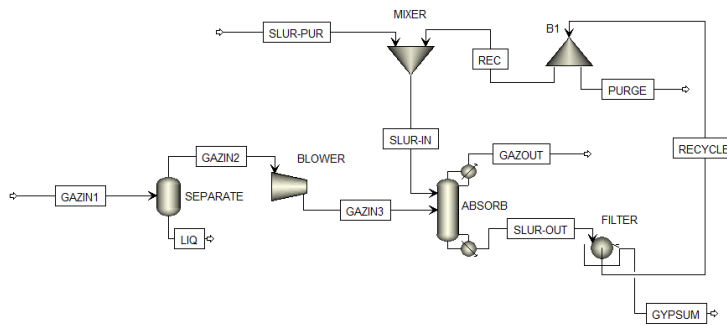 MIXER
B1
SLUR-PUR
REC
PURGE
SLUR-IN
RECYCLE
GAZIN2
BLOWER
GAZOUT
GAZIN1
SEPARATE
GAZIN3
ABSORB
LIQ
SLUR-OUT
FILTER
GYPSUM